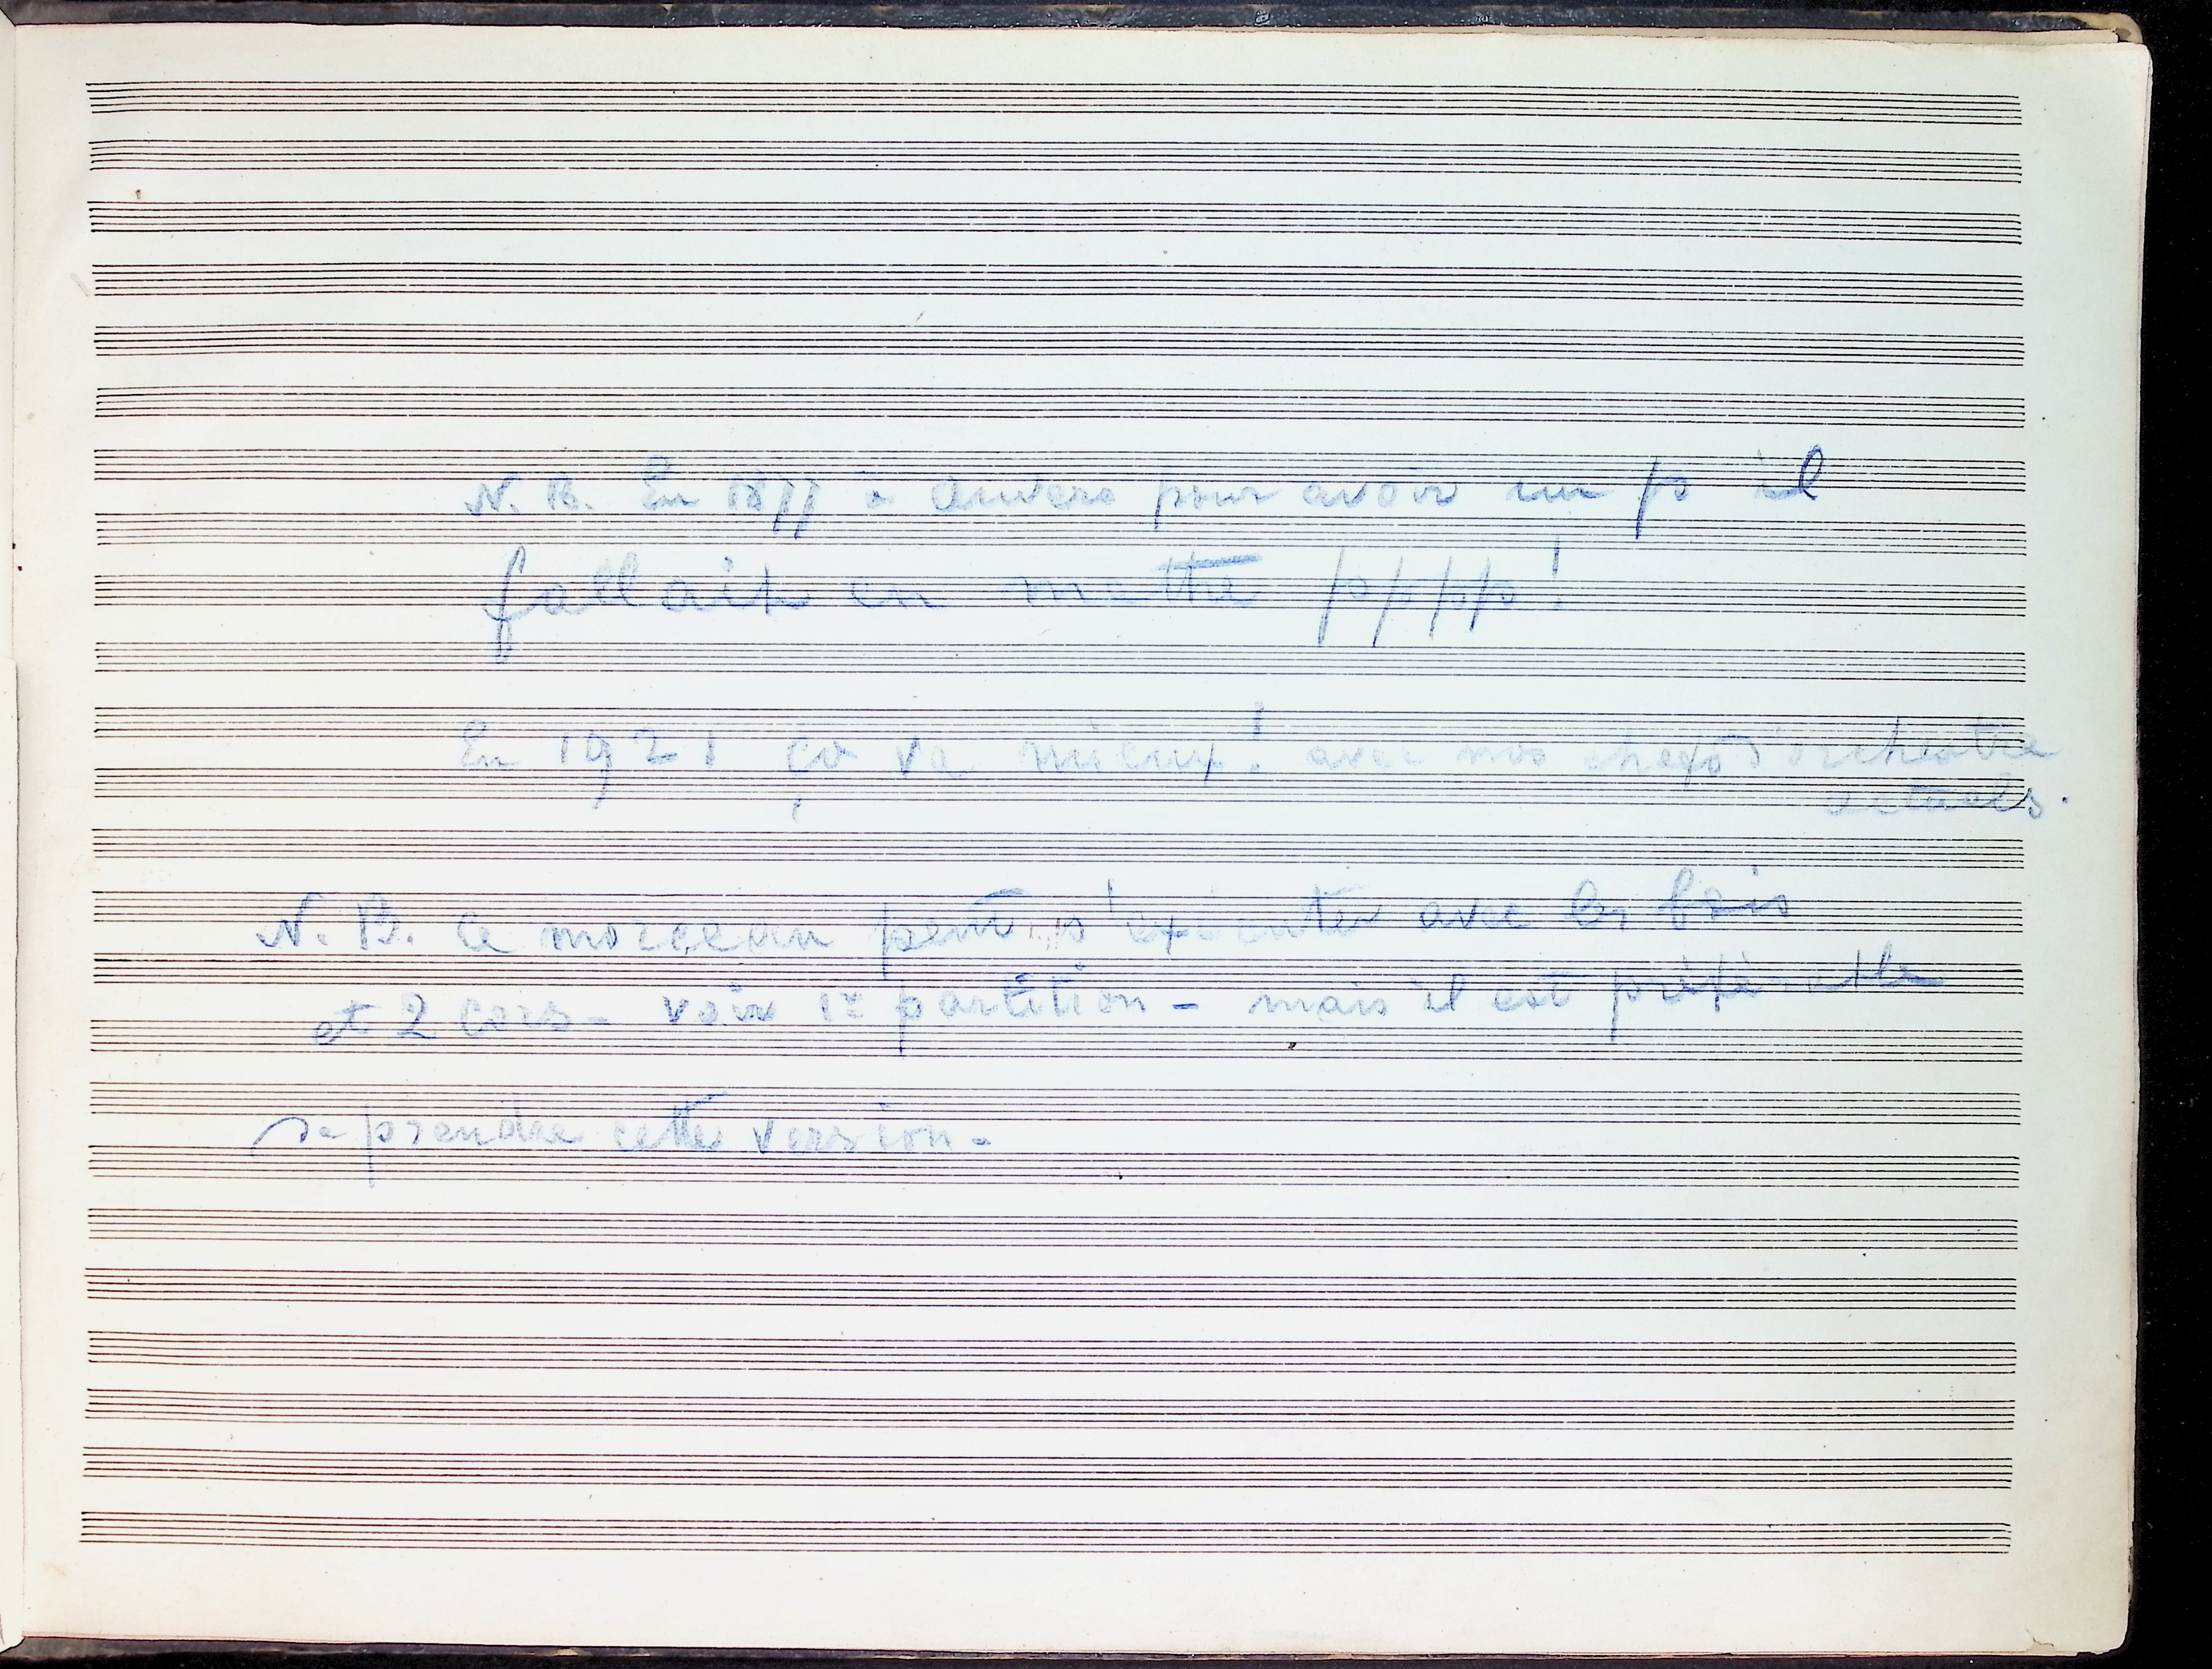 N. B. En 1877 à Anvers pour avoir un p il
fallait en mettre pppp!
En 1921 ça va mieux! avec nos chefs d'orchestre
actuels.
N. B. Ce morceau peut s'exécuter avec les bois
et 2 cors - voir 1re partition - mais il est préférable
de prendre cette version -